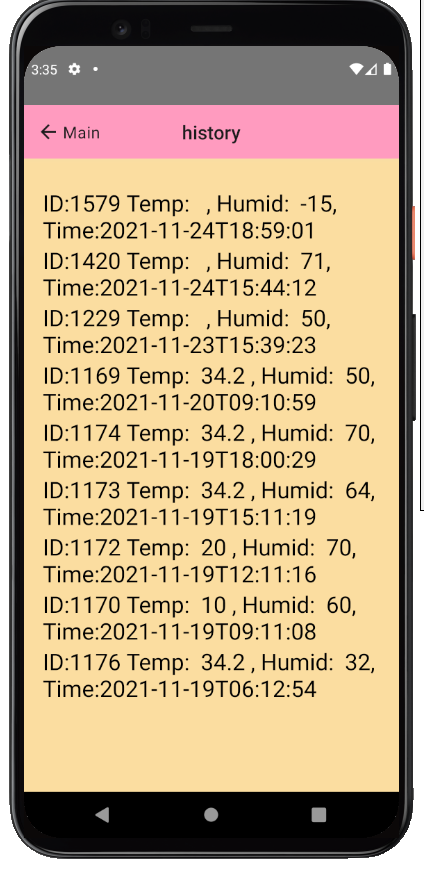 3:35
Main
history
ID:1579 Temp:   , Humid:  -15,
Time:2021-11-24T18:59:01
ID:1420 Temp:   , Humid:  71,
Time:2021-11-24T15:44:12
ID:1229 Temp:   , Humid:  50,
Time:2021-11-23T15:39:23
ID:1169 Temp:  34.2 , Humid:  50,
Time:2021-11-20T09:10:59
ID:1174 Temp:  34.2 , Humid:  70,
Time:2021-11-19T18:00:29
ID:1173 Temp:  34.2 , Humid:  64,
Time:2021-11-19T15:11:19
ID:1172 Temp:  20 , Humid:  70,
Time:2021-11-19T12:11:16
ID:1170 Temp:  10 , Humid:  60,
Time:2021-11-19T09:11:08
ID:1176 Temp:  34.2 , Humid:  32,
Time:2021-11-19T06:12:54